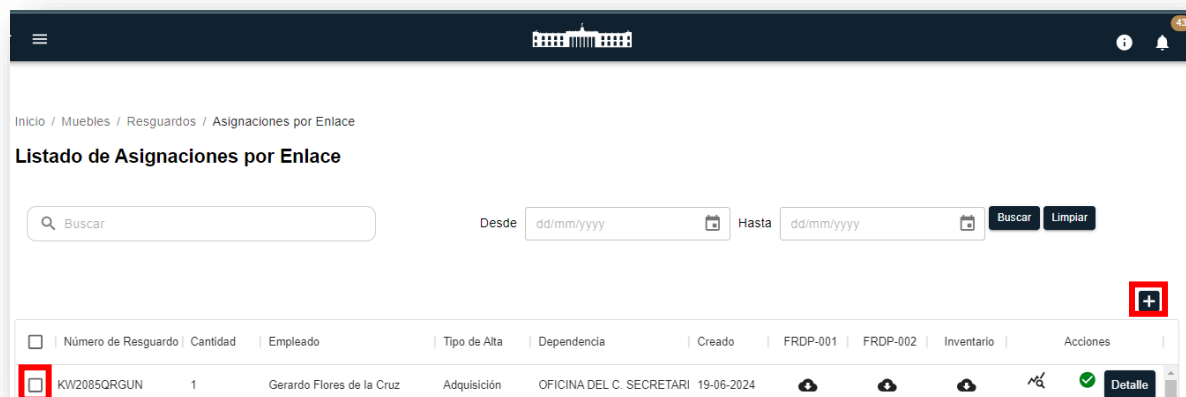 43
Inicio / Muebles / Resguardos / Asignaciones por Enlace
Listado de Asignaciones por Enlace
Buscar Desde dd/mm/yyyy Hasta dd/mm/yyyy Buscar Limpiar
Número de Resguardo Cantidad Empleado Tipo de Alta Dependencia Creado FRDP-001 FRDP-002 Inventario Acciones
KW2085QRGUN 1 Gerardo Flores de la Cruz Adquisición OFICINA DEL C. SECRETARI 19-06-2024 Detalle